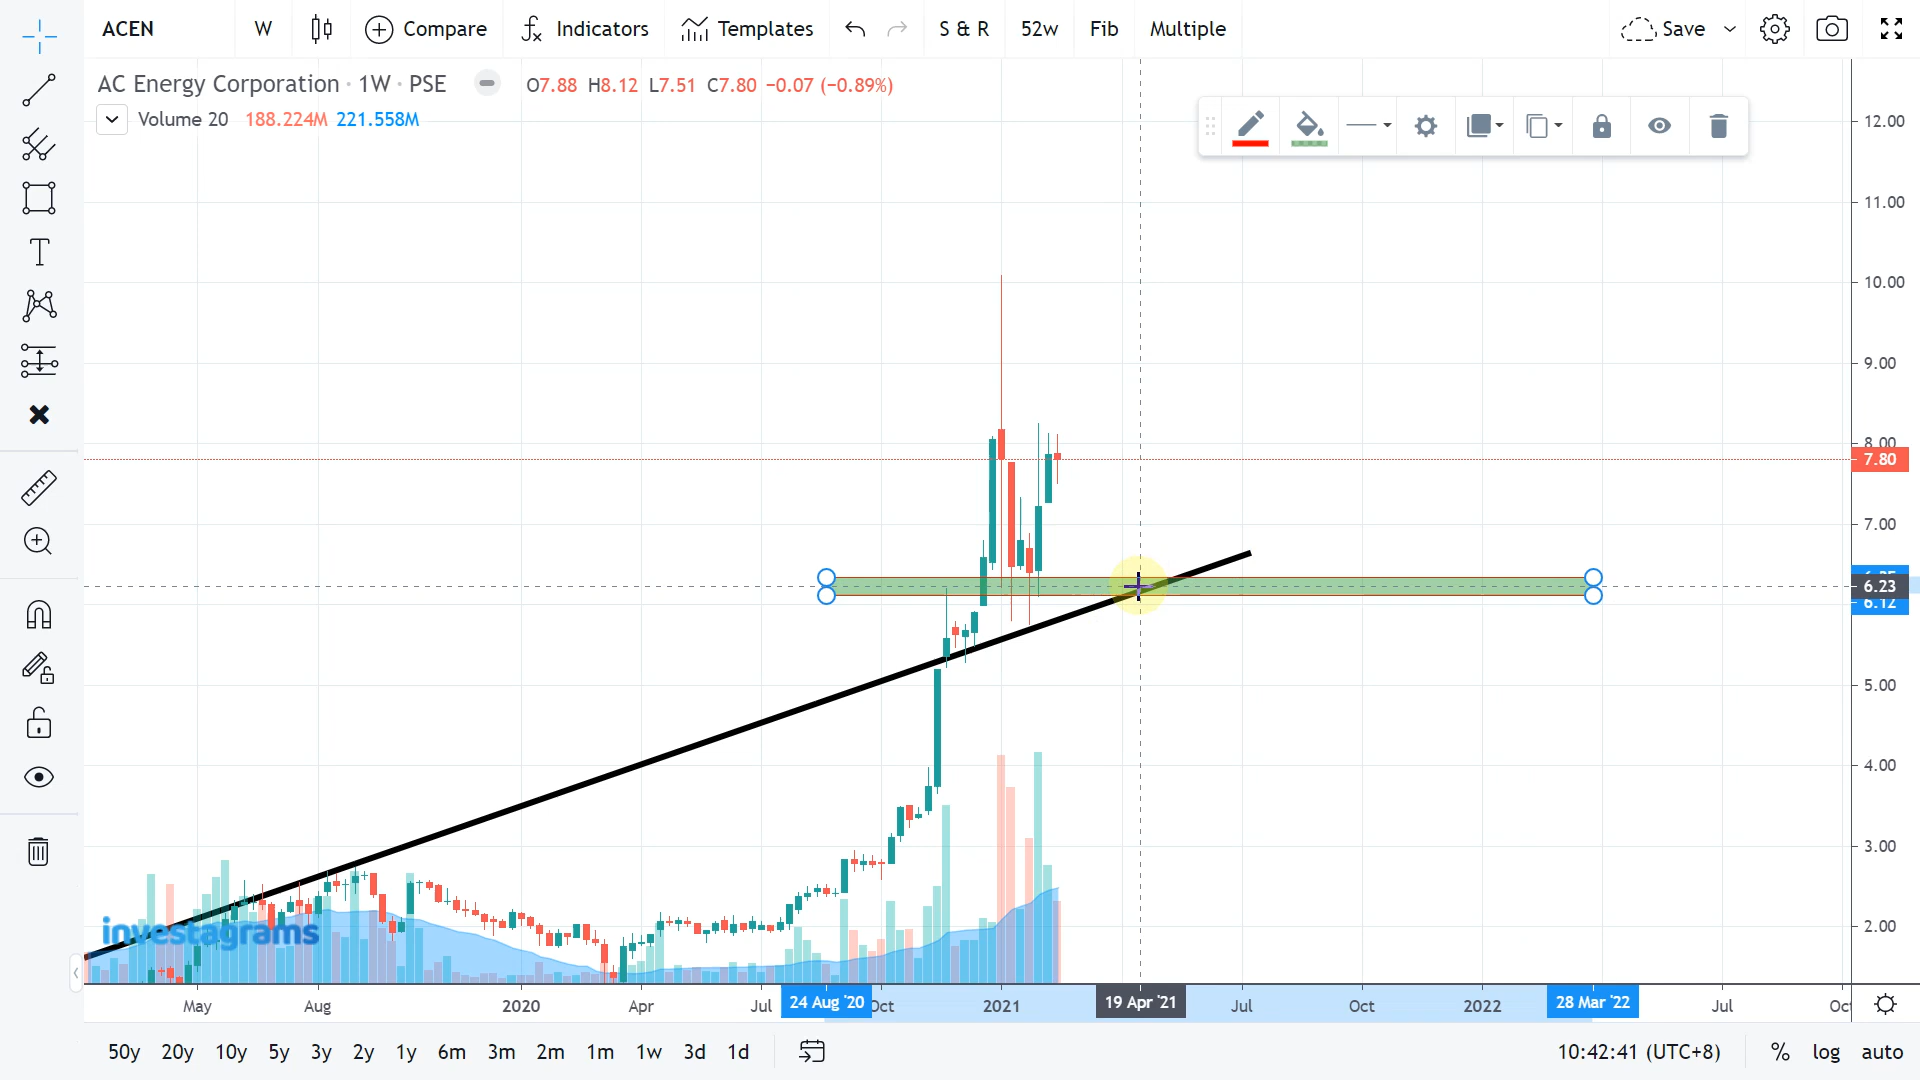 ACEN W Compare Indicators Templates S & R 52w Fib Multiple Save
AC Energy Corporation · 1W · PSE O7.88 H8.12 L7.51 C7.80 −0.07 (−0.89%)
Volume 20 188.224M 221.558M
12.00
11.00
10.00
9.00
8.00
7.80
7.00
6.23
6.12
5.00
4.00
3.00
2.00
investagrams
May Aug 2020 Apr Jul 24 Aug '20 Oct 2021 19 Apr '21 Jul Oct 2022 28 Mar '22 Jul
50y 20y 10y 5y 3y 2y 1y 6m 3m 2m 1m 1w 3d 1d 10:42:41 (UTC+8) % log auto